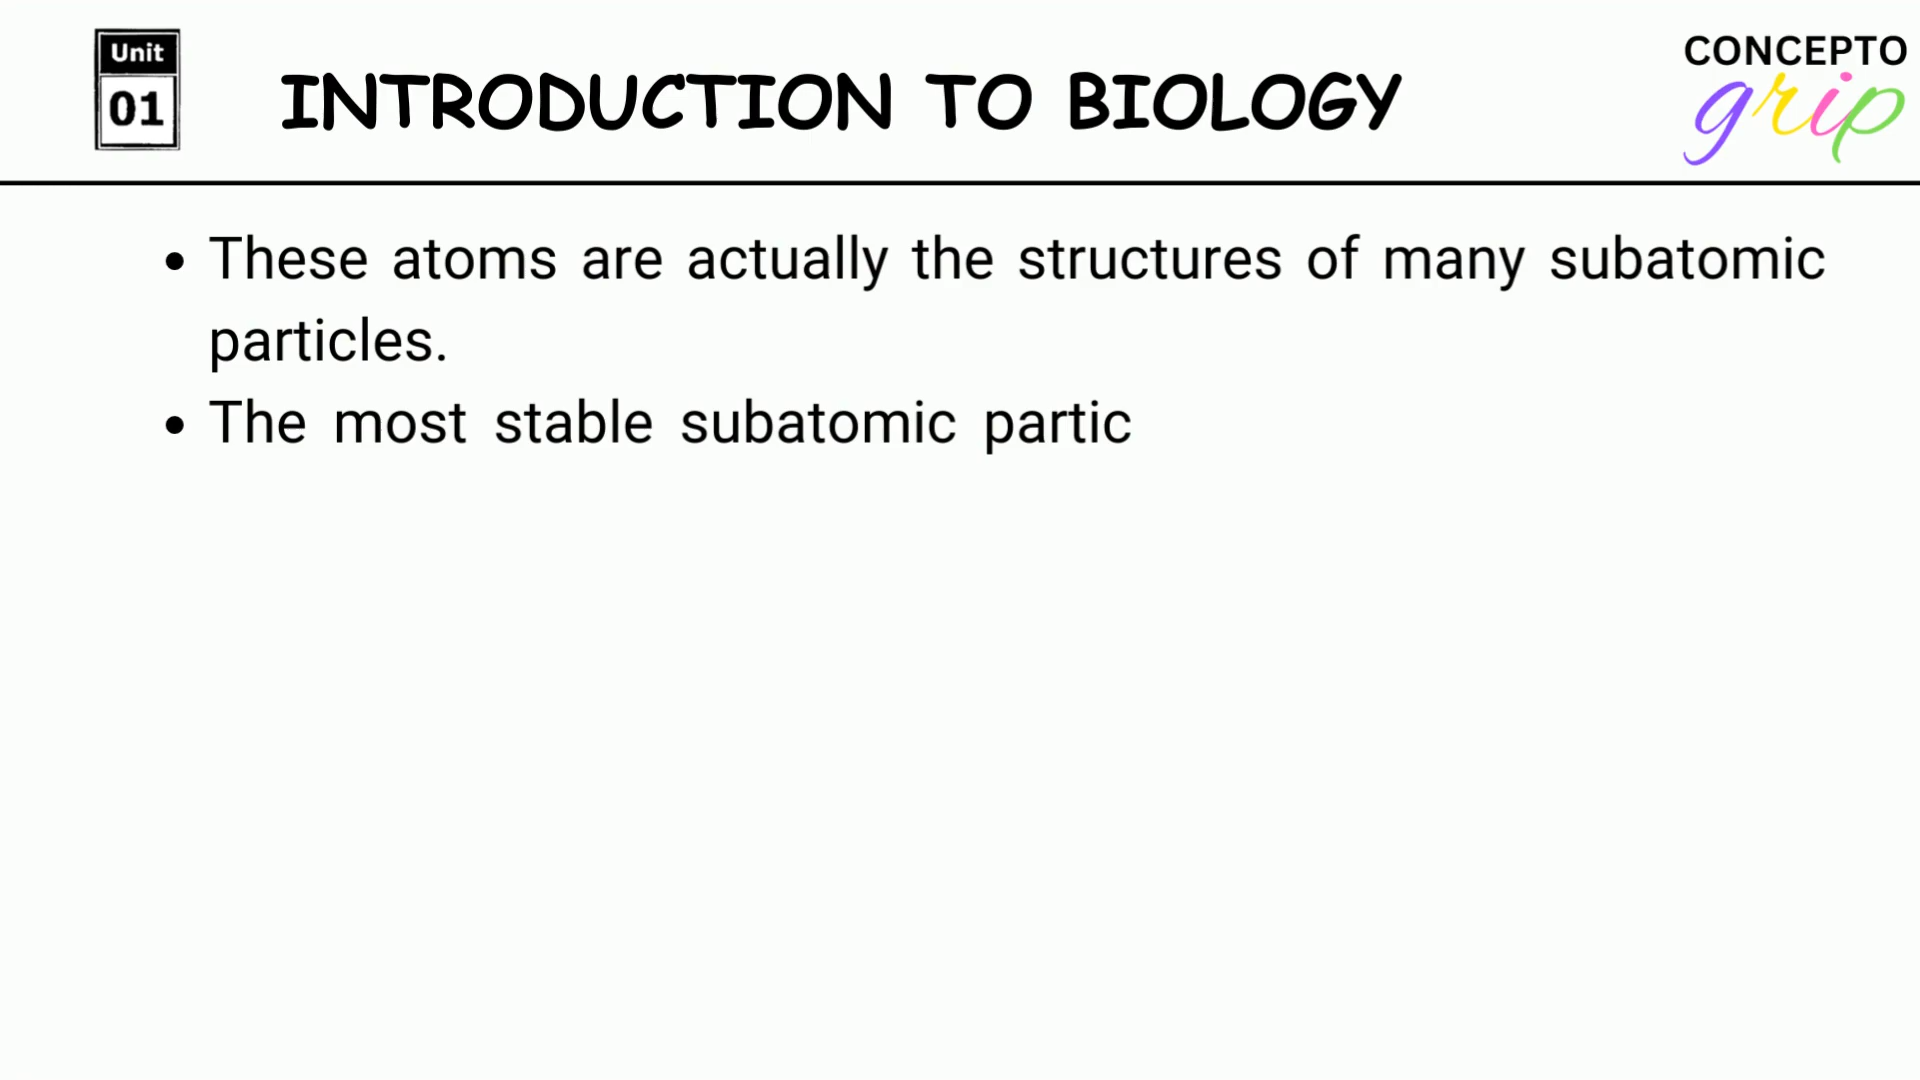 Unit
01
INTRODUCTION TO BIOLOGY
CONCEPTO
grip
• These atoms are actually the structures of many subatomic
particles.
• The most stable subatomic partic